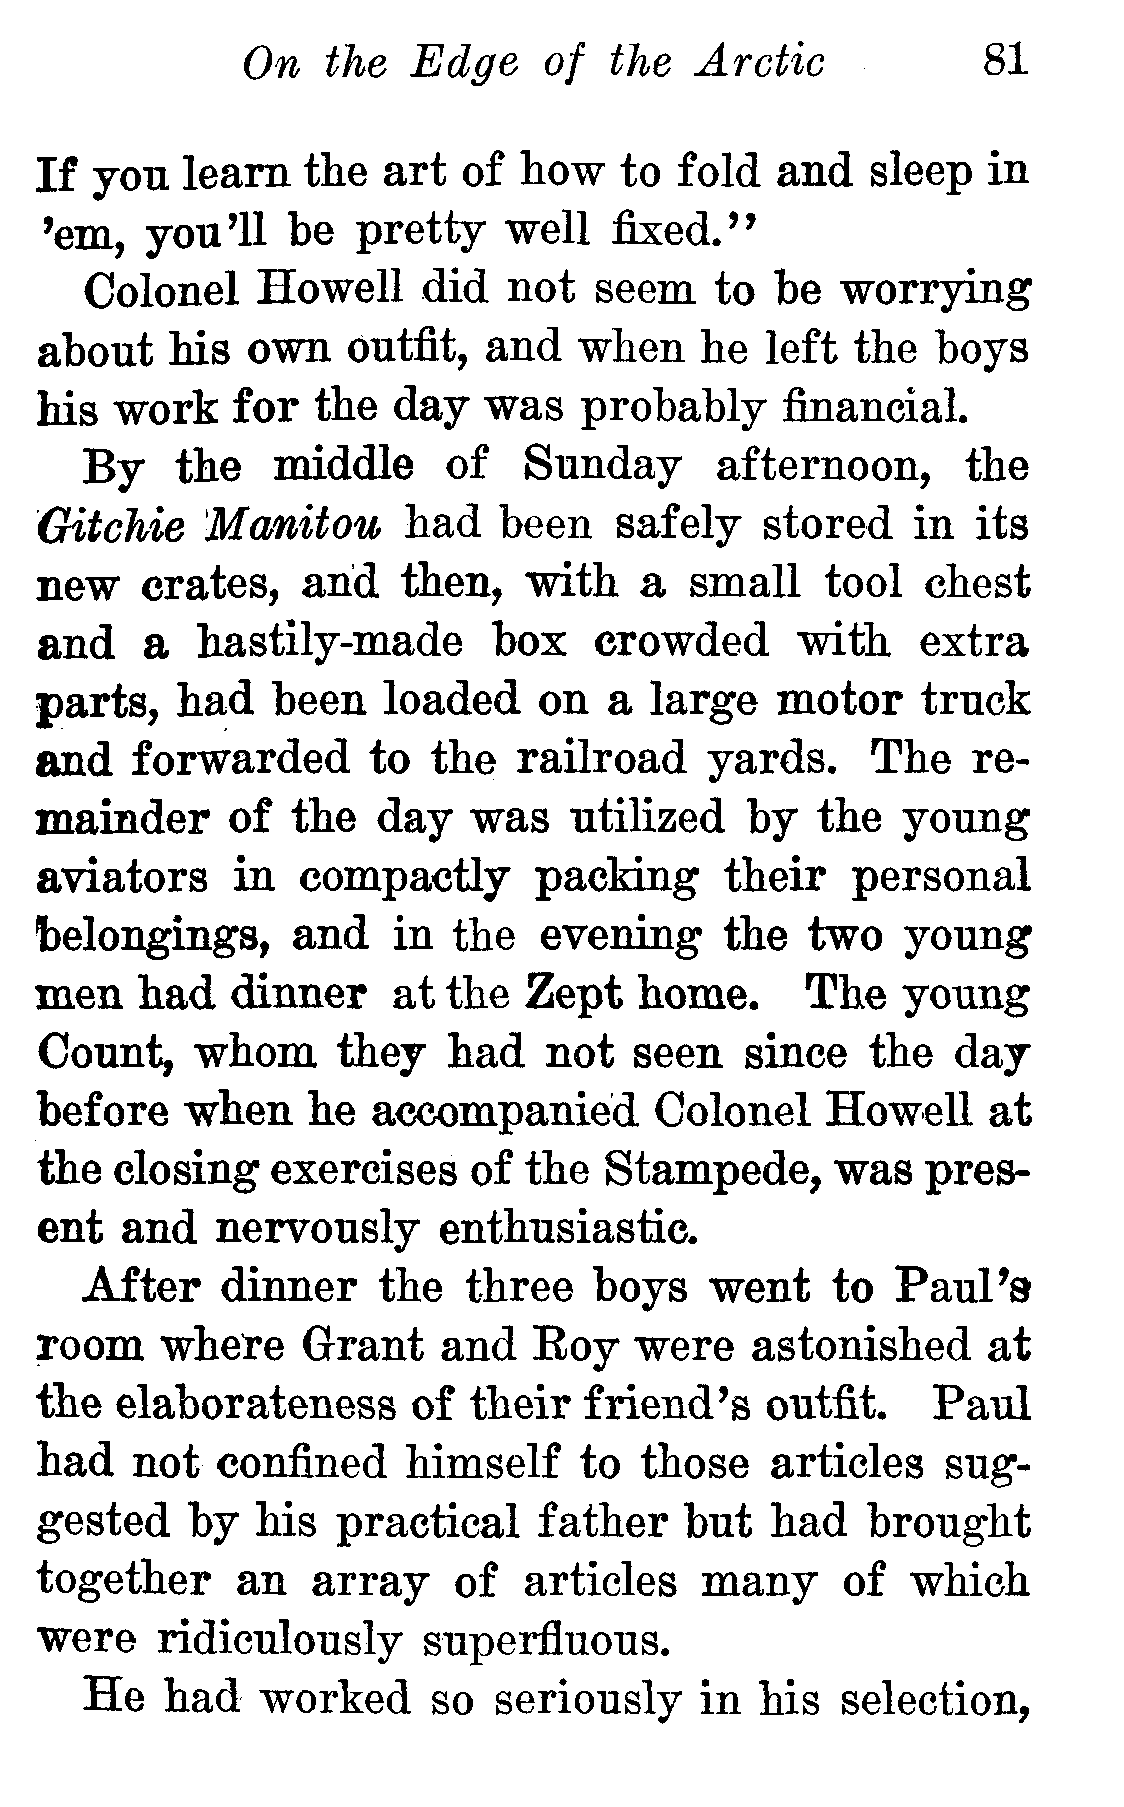 On the Edge of the Arctic 81
If you learn the art of how to fold and sleep in
'em, you'll be pretty well fixed."
Colonel Howell did not seem to be worrying
about his own outfit, and when he left the boys
his work for the day was probably financial.
By the middle of Sunday afternoon, the
Gitchie Manitou had been safely stored in its
new crates, and then, with a small tool chest
and a hastily-made box crowded with extra
parts, had been loaded on a large motor truck
and forwarded to the railroad yards. The re-
mainder of the day was utilized by the young
aviators in compactly packing their personal
belongings, and in the evening the two young
men had dinner at the Zept home. The young
Count, whom they had not seen since the day
before when he accompanied Colonel Howell at
the closing exercises of the Stampede, was pres-
ent and nervously enthusiastic.
After dinner the three boys went to Paul's
room where Grant and Roy were astonished at
the elaborateness of their friend's outfit. Paul
had not confined himself to those articles sug-
gested by his practical father but had brought
together an array of articles many of which
were ridiculously superfluous.
He had worked so seriously in his selection,